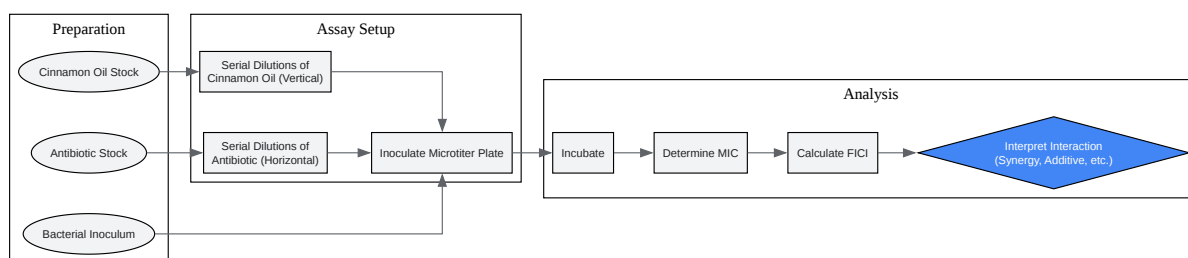 Preparation
Cinnamon Oil Stock
Antibiotic Stock
Bacterial Inoculum
Assay Setup
Serial Dilutions of
Cinnamon Oil (Vertical)
Serial Dilutions of
Antibiotic (Horizontal)
Inoculate Microtiter Plate
Analysis
Incubate
Determine MIC
Calculate FICI
Interpret Interaction
(Synergy, Additive, etc.)